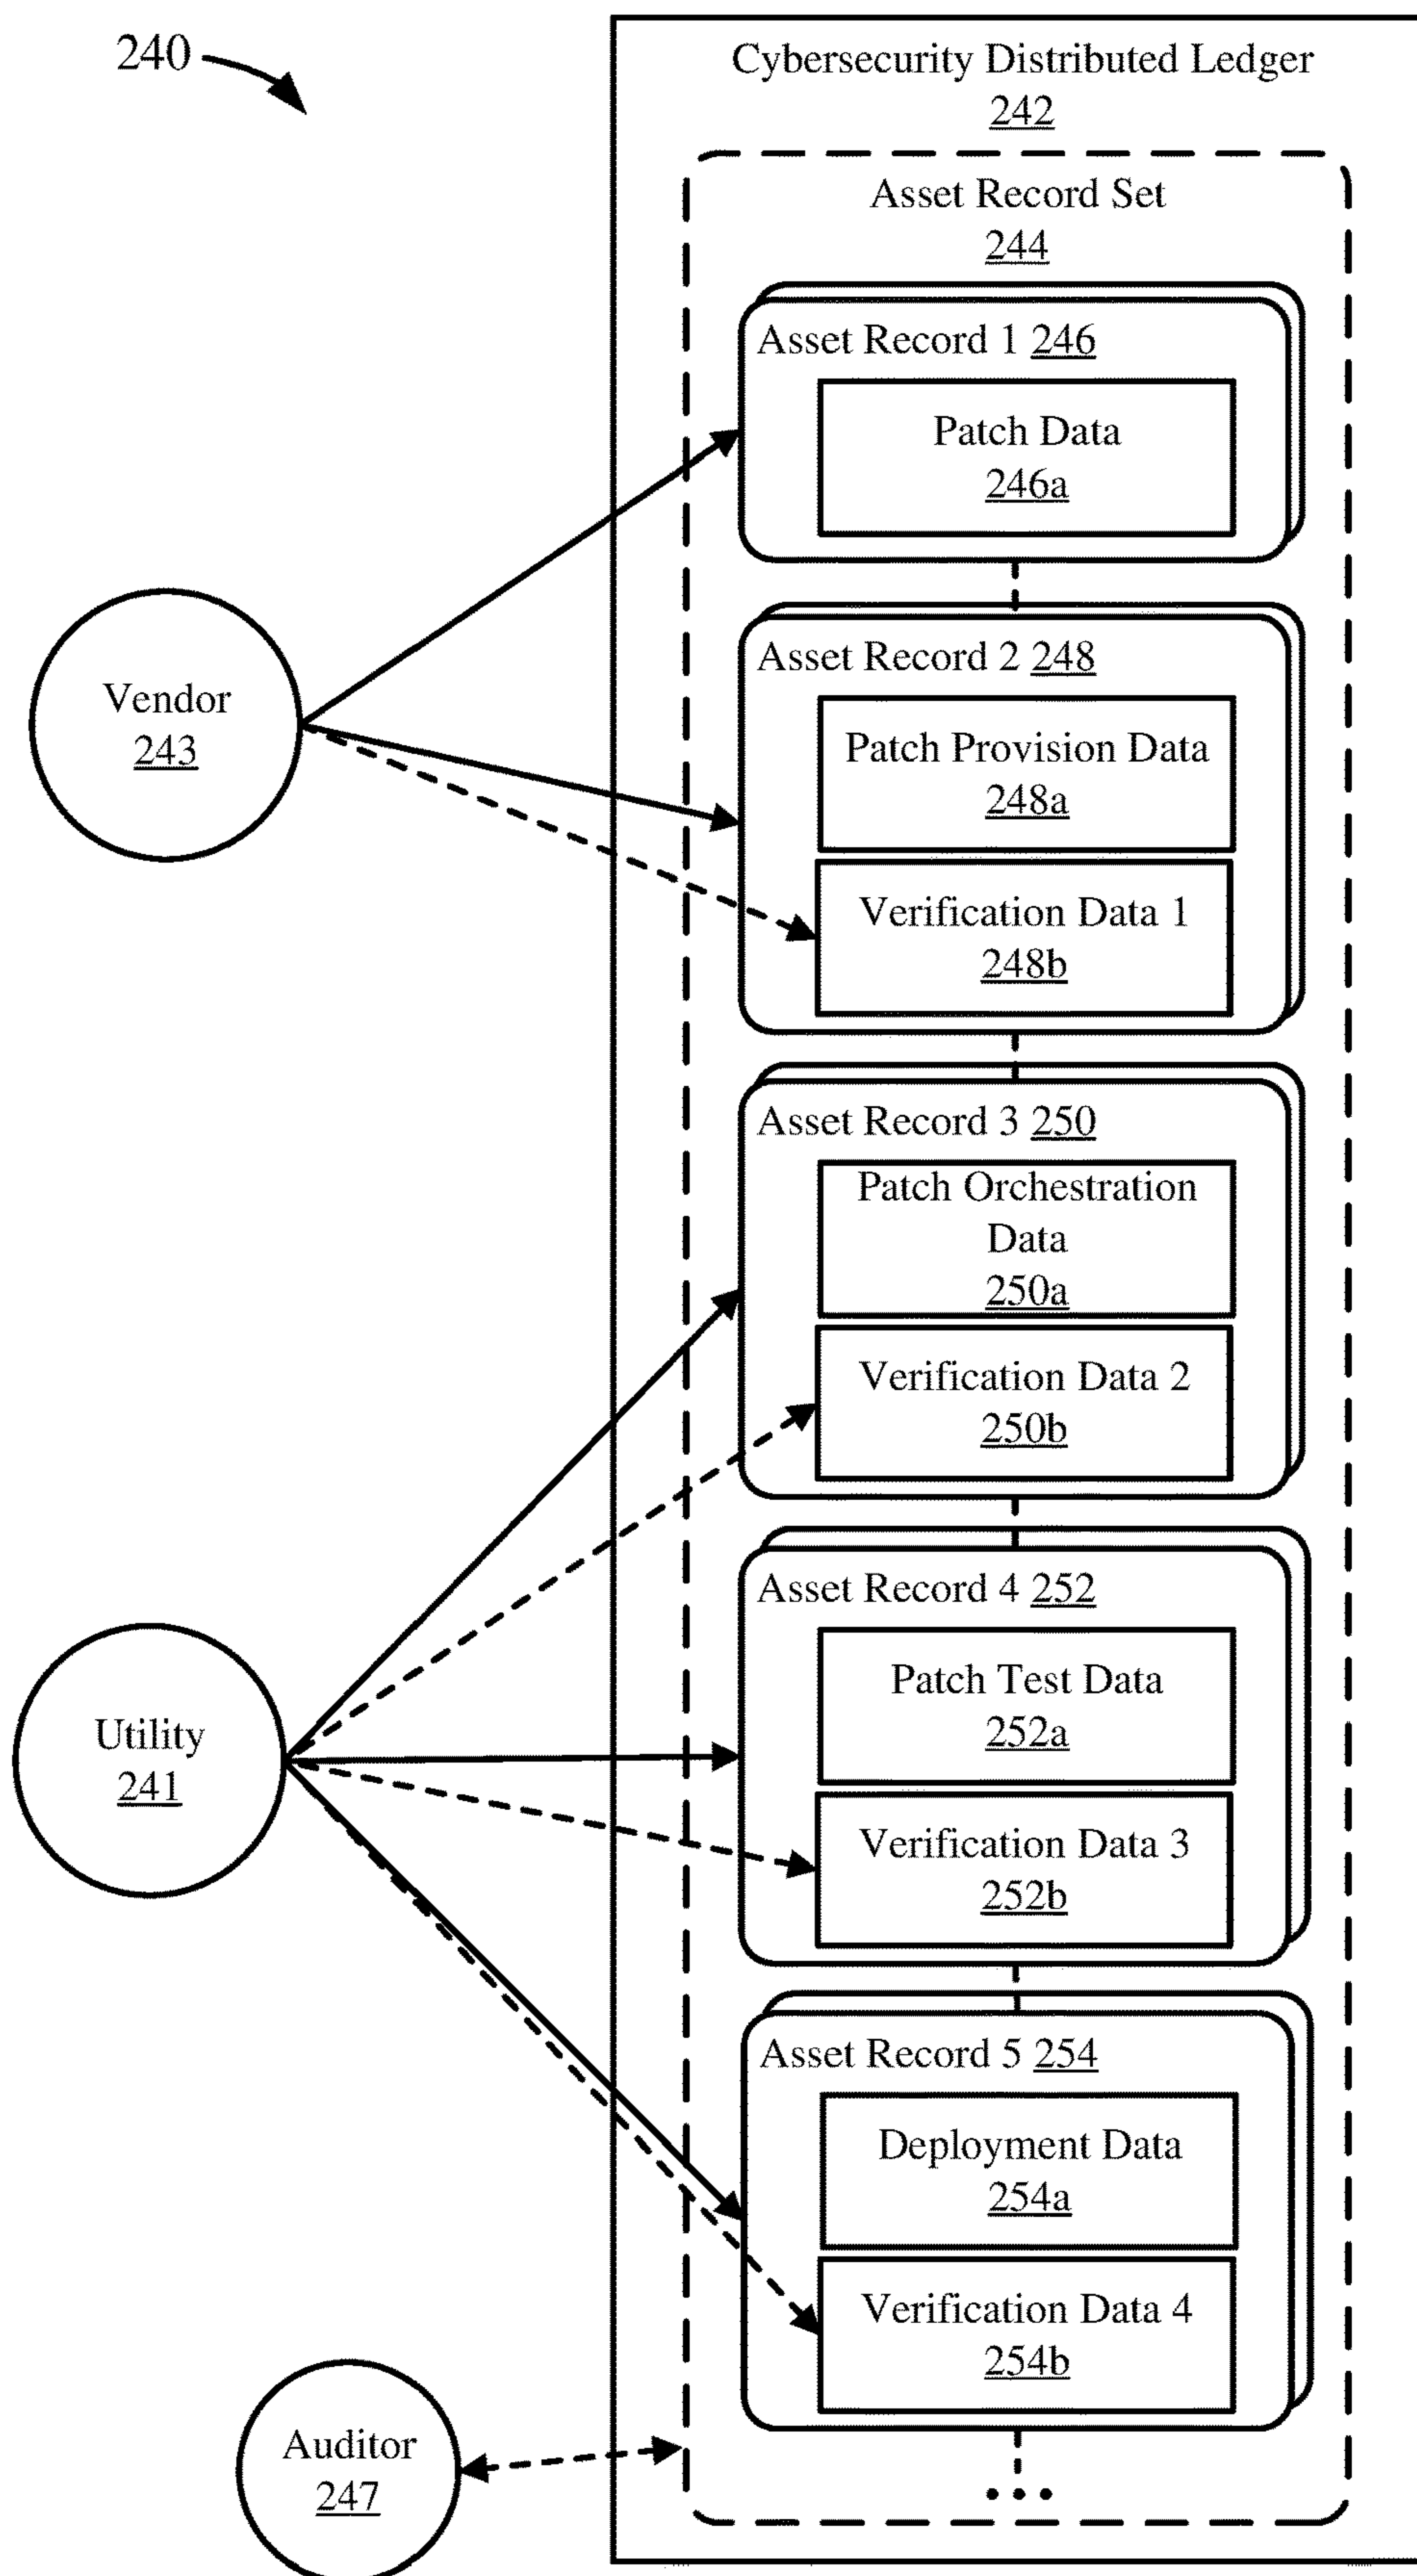 240
Cybersecurity Distributed Ledger
242
Asset Record Set
244
Asset Record 1 246
Patch Data
246a
Vendor
243
Asset Record 2 248
Patch Provision Data
248a
Verification Data 1
248b
Asset Record 3 250
Patch Orchestration
Data
250a
Verification Data 2
250b
Utility
241
Asset Record 4 252
Patch Test Data
252a
Verification Data 3
252b
Asset Record 5 254
Deployment Data
254a
Verification Data 4
254b
Auditor
247
...